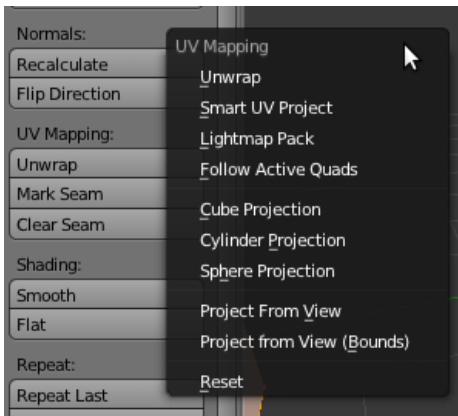 Normals:
Recalculate
Flip Direction
UV Mapping:
Unwrap
Mark Seam
Clear Seam
Shading:
Smooth
Flat
Repeat:
Repeat Last
UV Mapping
Unwrap
Smart UV Project
Lightmap Pack
Follow Active Quads
Cube Projection
Cylinder Projection
Sphere Projection
Project From View
Project from View (Bounds)
Reset